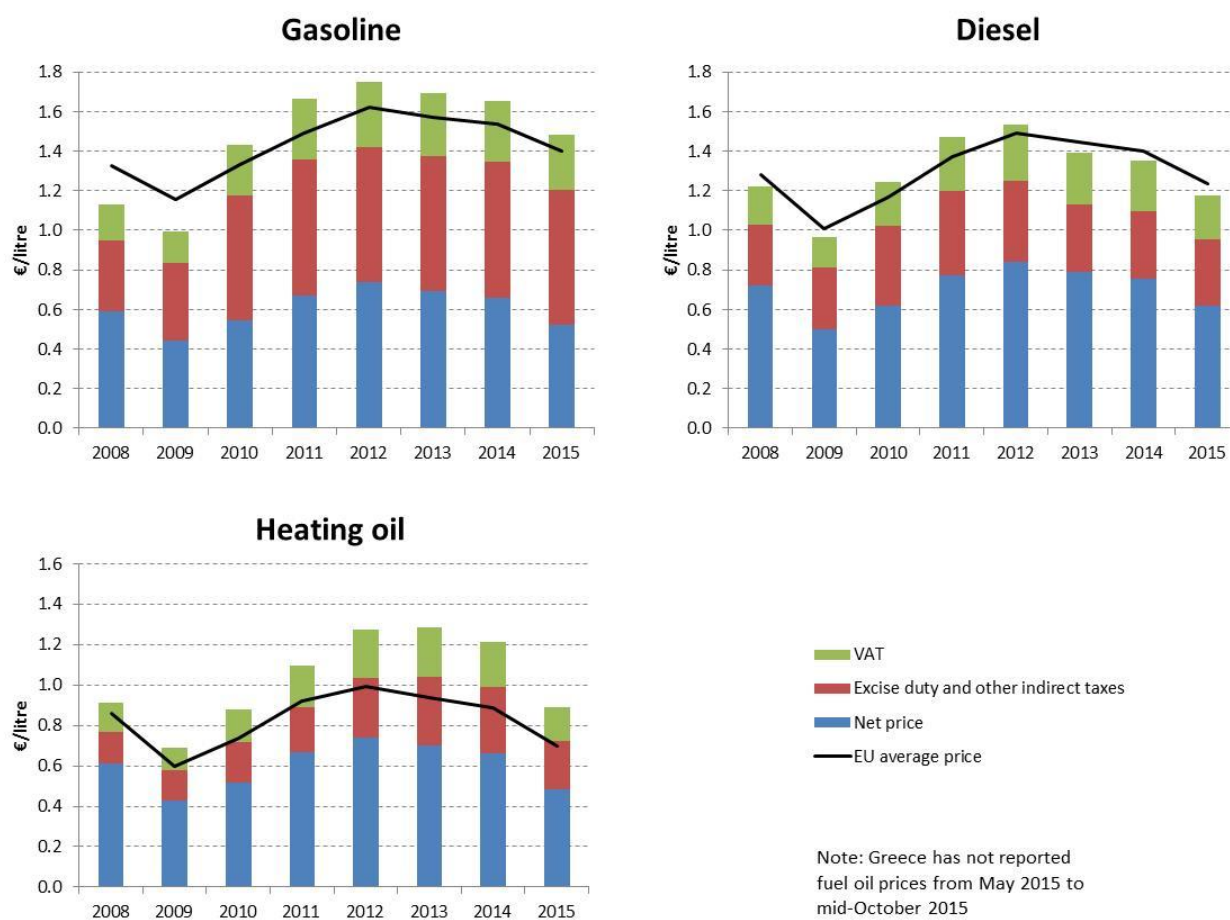 Gasoline
1.8
1.6
1.4
1.2
1.0
0.8
0.6
0.4
0.2
0.0
€/litre
2008 2009 2010 2011 2012 2013 2014 2015
Diesel
1.8
1.6
1.4
1.2
1.0
0.8
0.6
0.4
0.2
0.0
€/litre
2008 2009 2010 2011 2012 2013 2014 2015
Heating oil
1.6
1.4
1.2
1.0
0.8
0.6
0.4
0.2
0.0
€/litre
2008 2009 2010 2011 2012 2013 2014 2015
VAT
Excise duty and other indirect taxes
Net price
EU average price
Note: Greece has not reported
fuel oil prices from May 2015 to
mid-October 2015